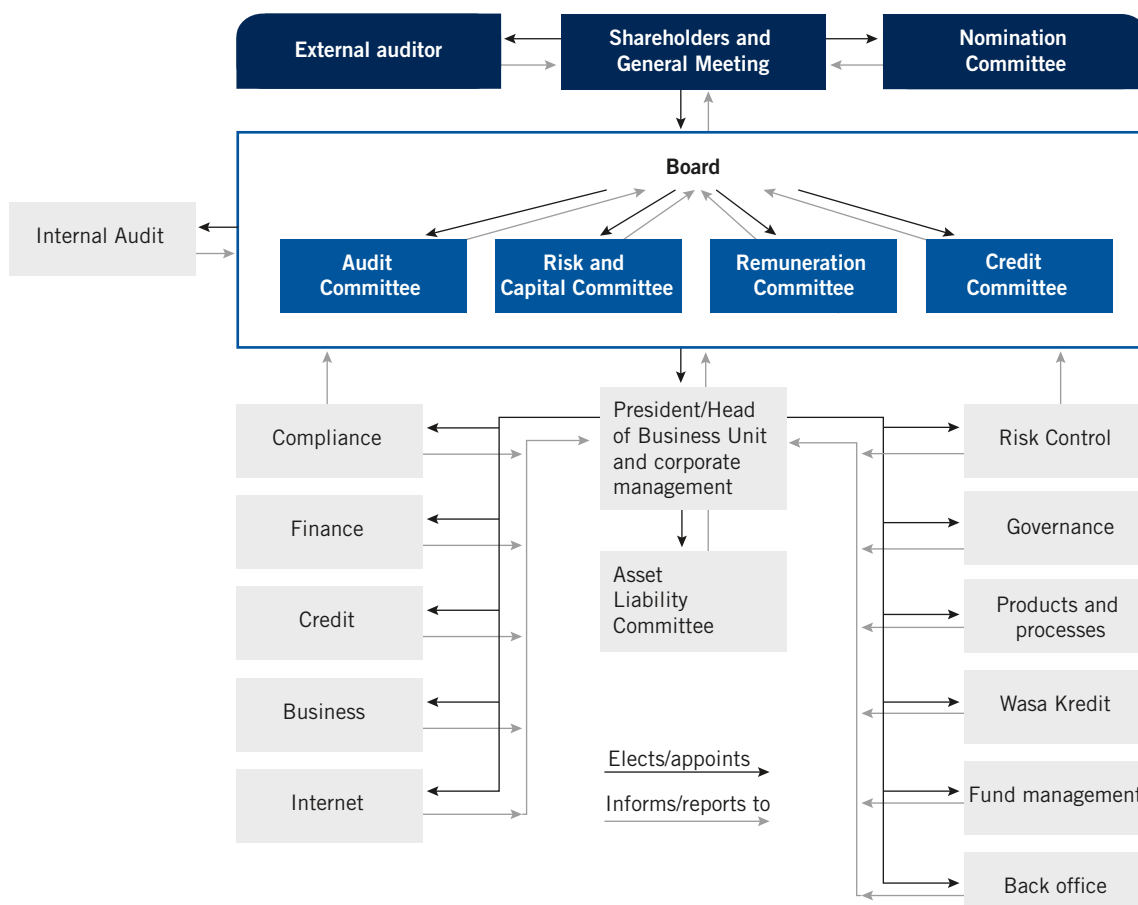 External auditor
Shareholders and
General Meeting
Nomination
Committee
Board
Internal Audit
Audit
Committee
Risk and
Capital Committee
Remuneration
Committee
Credit
Committee
Compliance
President/Head
of Business Unit
and corporate
management
Risk Control
Finance
Governance
Asset
Liability
Committee
Credit
Products and
processes
Business
Wasa Kredit
Elects/appoints
Informs/reports to
Internet
Fund management
Back office